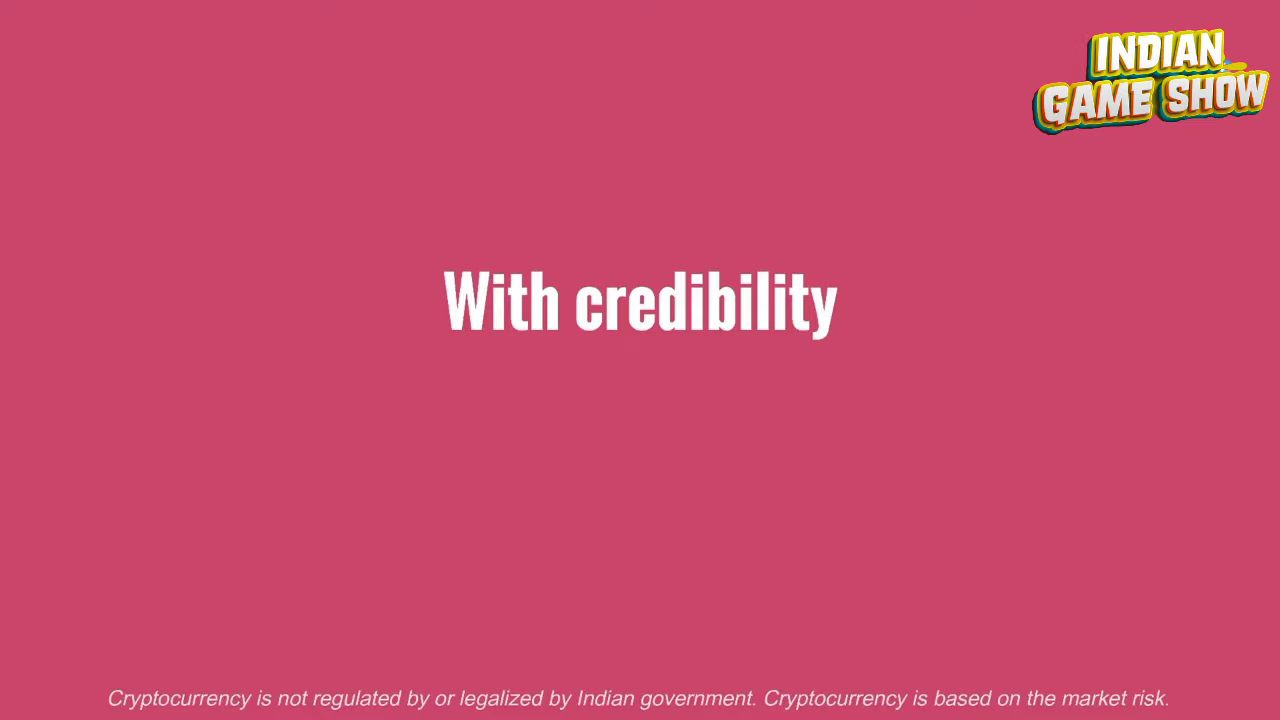 INDIAN
GAME SHOW
With credibility
Cryptocurrency is not regulated by or legalized by Indian government. Cryptocurrency is based on the market risk.